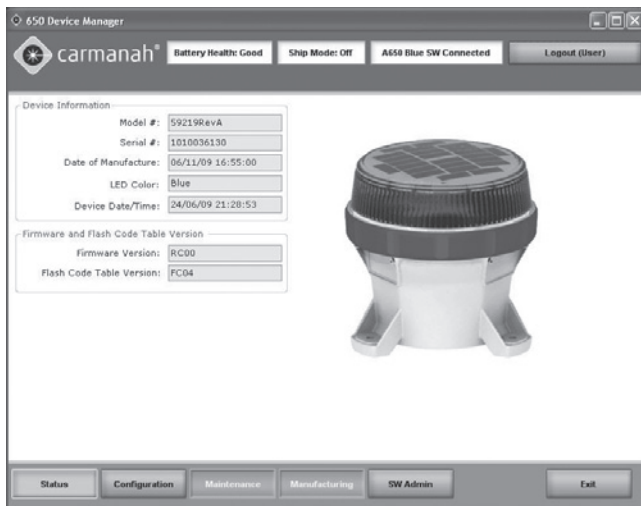 650 Device Manager
carmanah®
Battery Health: Good
Ship Mode: Off
A650 Blue SW Connected
Logout (User)
Device Information
Model #: 59219RevA
Serial #: 1010036130
Date of Manufacture: 06/11/09 16:55:00
LED Color: Blue
Device Date/Time: 24/06/09 21:28:53
Firmware and Flash Code Table Version
Firmware Version: RC00
Flash Code Table Version: FC04
Status
Configuration
Maintenance
Manufacturing
SW Admin
Exit